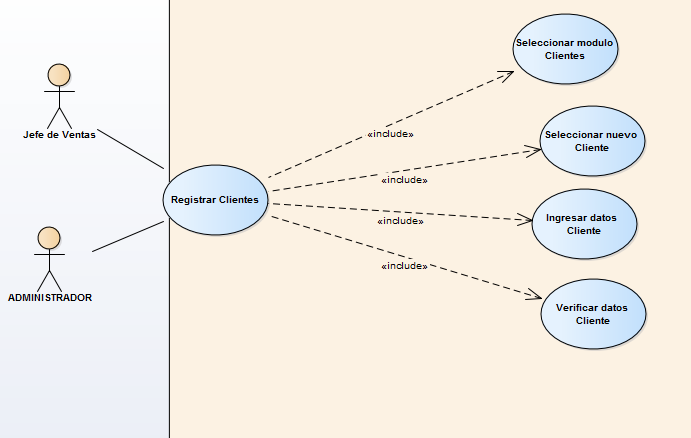 Seleccionar modulo
Clientes
«include»
Jefe de Ventas
Seleccionar nuevo
Cliente
«include»
Registrar Clientes
Ingresar datos
Cliente
«include»
«include»
ADMINISTRADOR
Verificar datos
Cliente